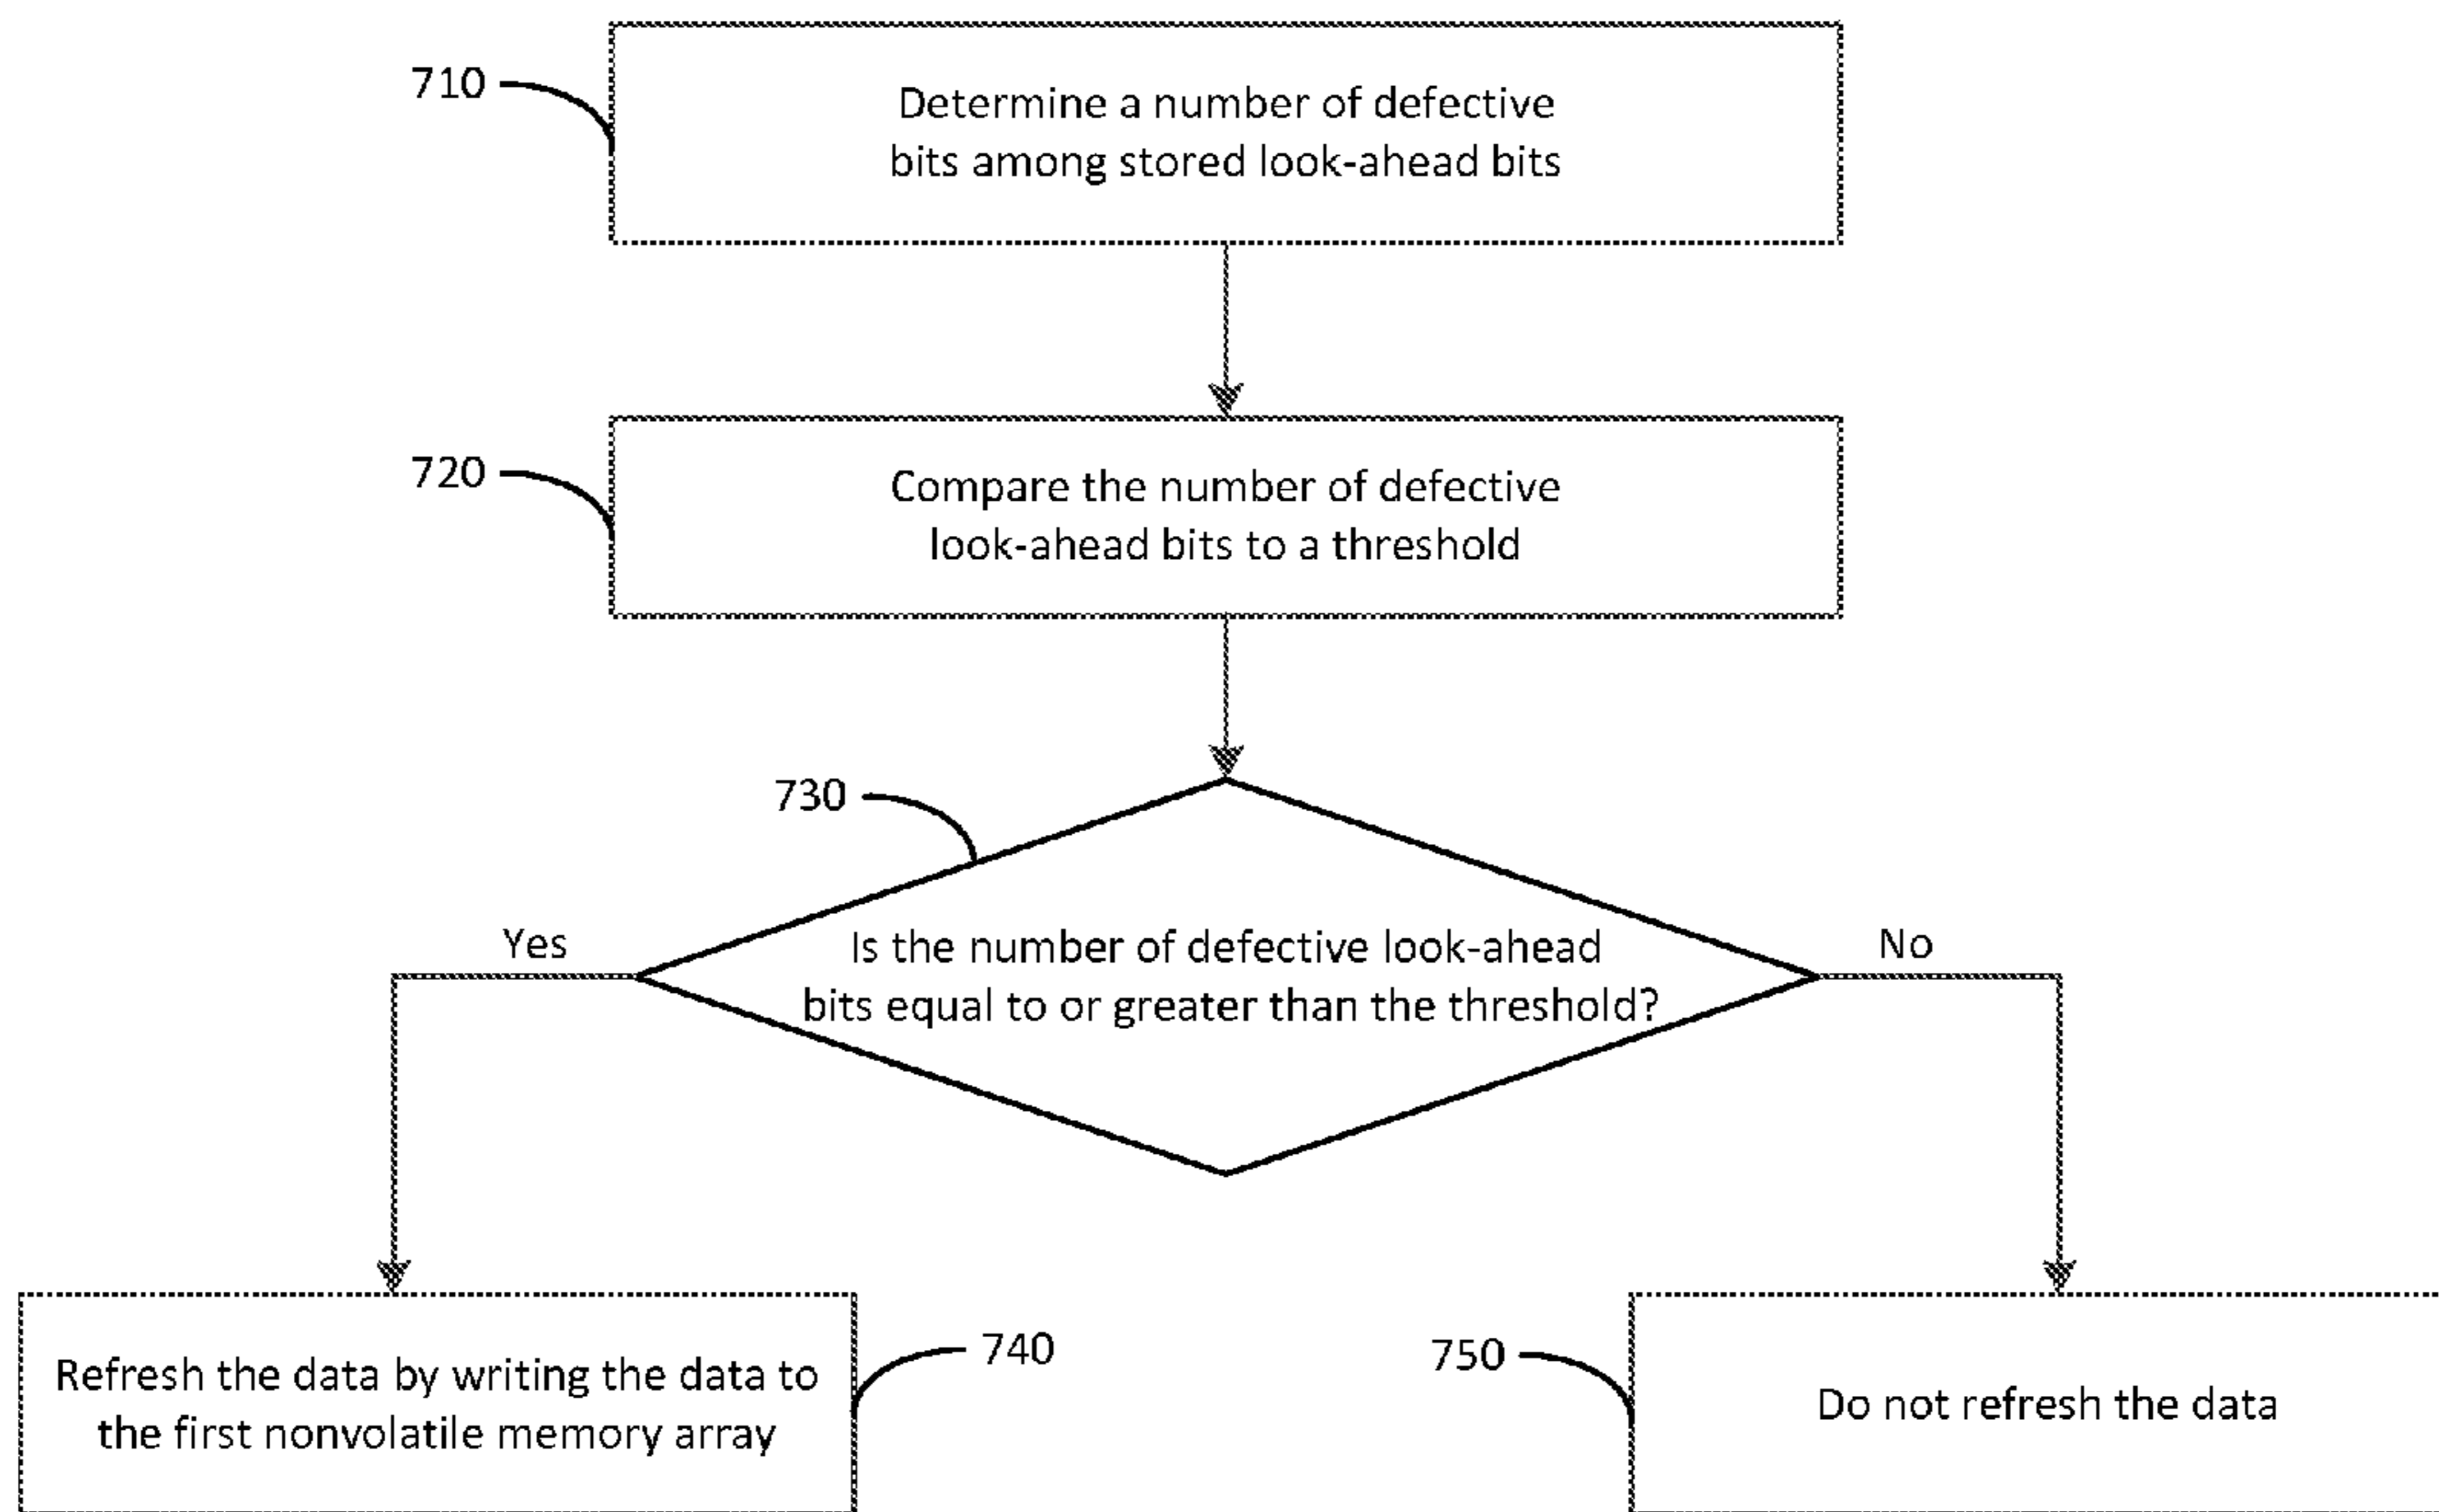 710
Determine a number of defective
bits among stored look-ahead bits
720
Compare the number of defective
look-ahead bits to a threshold
730
Yes
No
Is the number of defective look-ahead
bits equal to or greater than the threshold?
740
750
Refresh the data by writing the data to
the first nonvolatile memory array
Do not refresh the data